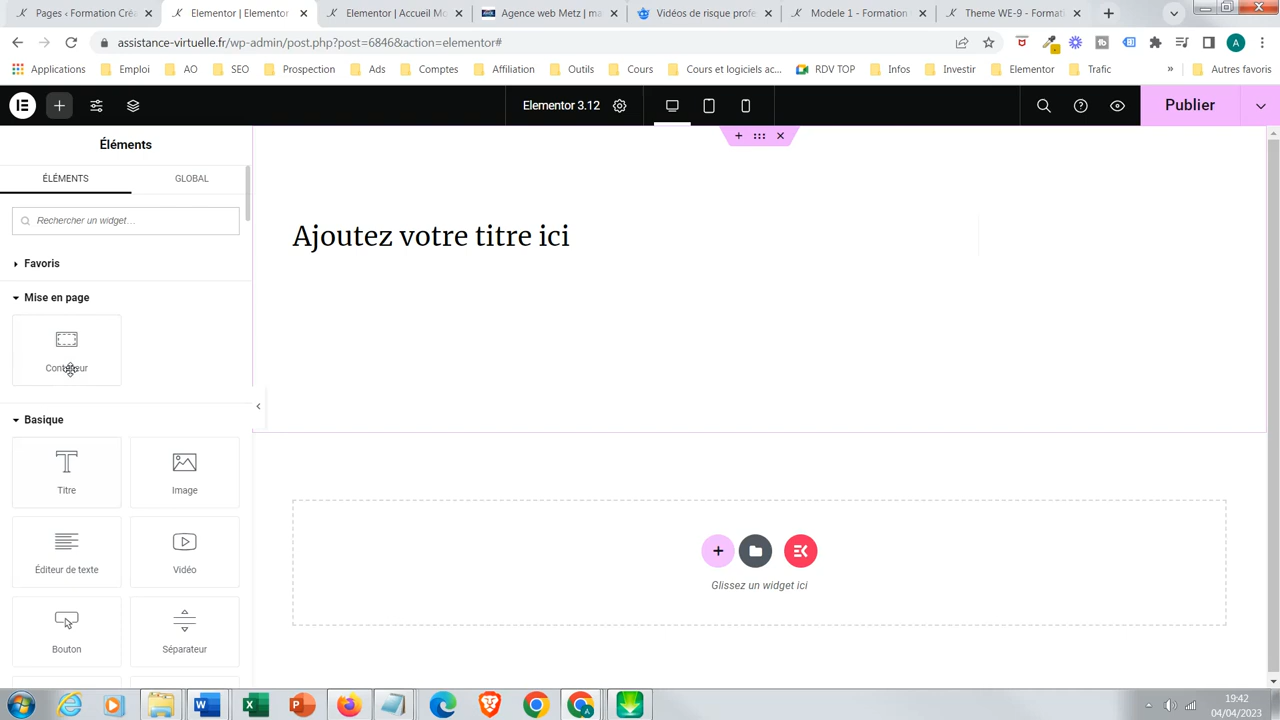 Pages ‹ Formation Créa
Elementor | Elementor
Elementor | Accueil Mo
Agence web Metz | ma
Vidéos de risque profe
Modele 1 - Formation
Theme WE-9 - Formati
assistance-virtuelle.fr/wp-admin/post.php?post=6846&action=elementor#
A
Applications
Emploi
AO
SEO
Prospection
Ads
Comptes
Affiliation
Outils
Cours
Cours et logiciels ac...
RDV TOP
Infos
Investir
Elementor
Trafic
»
Autres favoris
Elementor 3.12
Publier
Éléments
ÉLÉMENTS
GLOBAL
Rechercher un widget…
Favoris
Mise en page
Conteneur
Basique
Titre
Image
Éditeur de texte
Vidéo
Bouton
Séparateur
Ajoutez votre titre ici
Glissez un widget ici
19:42
04/04/2023